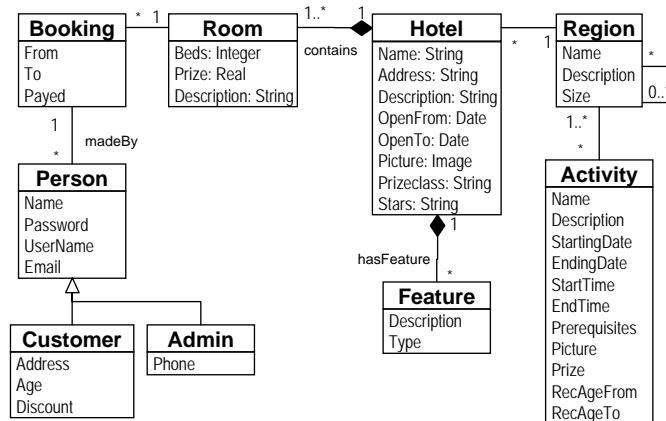 Booking
From
To
Payed
* 1
Room
Beds: Integer
Prize: Real
Description: String
1..* 1
contains
Hotel
Name: String
Address: String
Description: String
OpenFrom: Date
OpenTo: Date
Picture: Image
Prizeclass: String
Stars: String
* 1
Region
Name
Description
Size
*
0..
1
madeBy
*
Person
Name
Password
UserName
Email
Customer
Address
Age
Discount
Admin
Phone
1
hasFeature
*
Feature
Description
Type
1..*
*
Activity
Name
Description
StartingDate
EndingDate
StartTime
EndTime
Prerequisites
Picture
Prize
RecAgeFrom
RecAgeTo